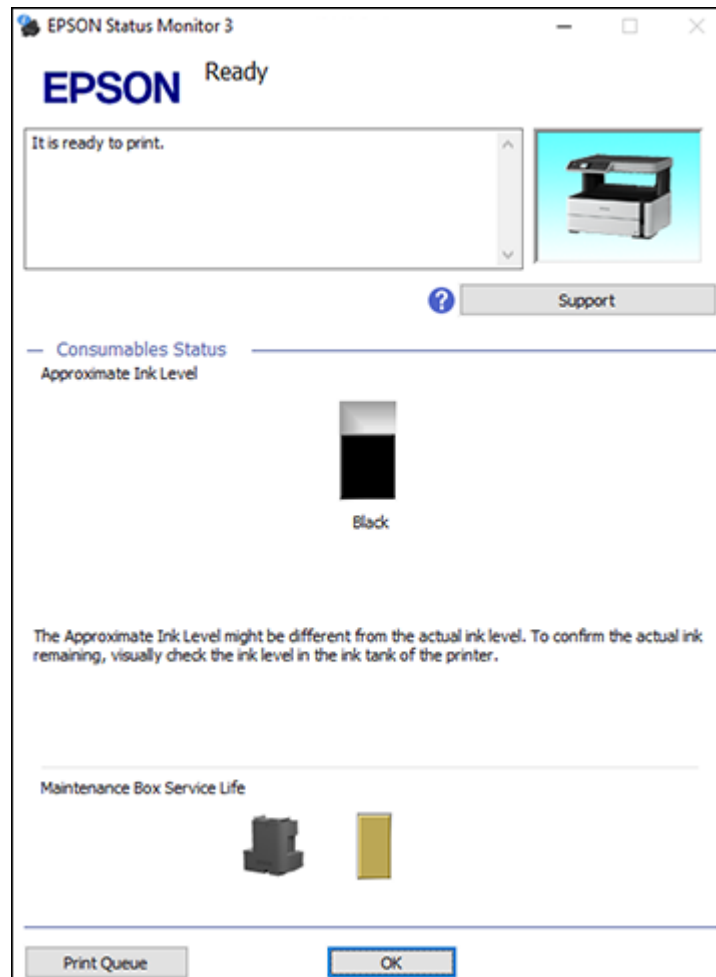 EPSON Status Monitor 3
EPSON
Ready
It is ready to print.
Support
Consumables Status
Approximate Ink Level
Black
The Approximate Ink Level might be different from the actual ink level. To confirm the actual ink
remaining, visually check the ink level in the ink tank of the printer.
Maintenance Box Service Life
Print Queue
OK